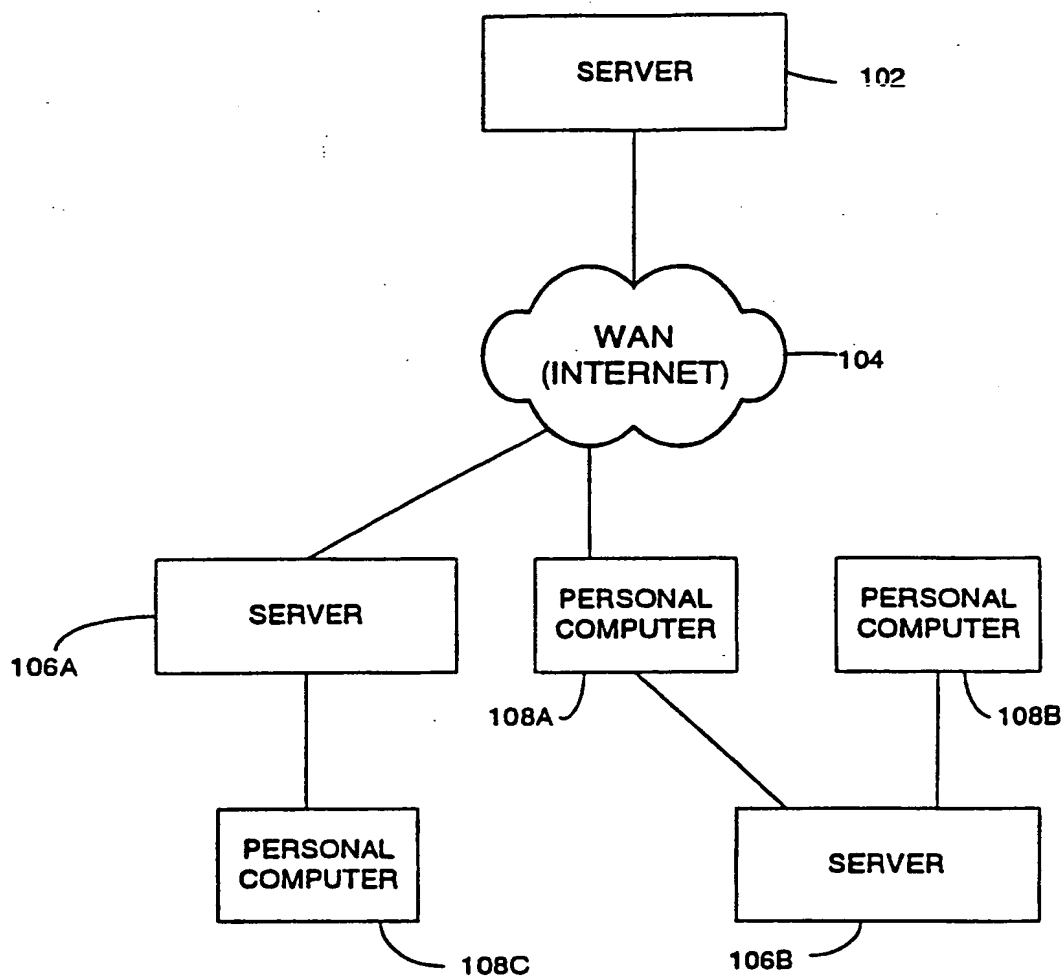 SERVER
102
WAN
(INTERNET)
104
SERVER
106A
PERSONAL
COMPUTER
108A
PERSONAL
COMPUTER
108B
PERSONAL
COMPUTER
108C
SERVER
106B